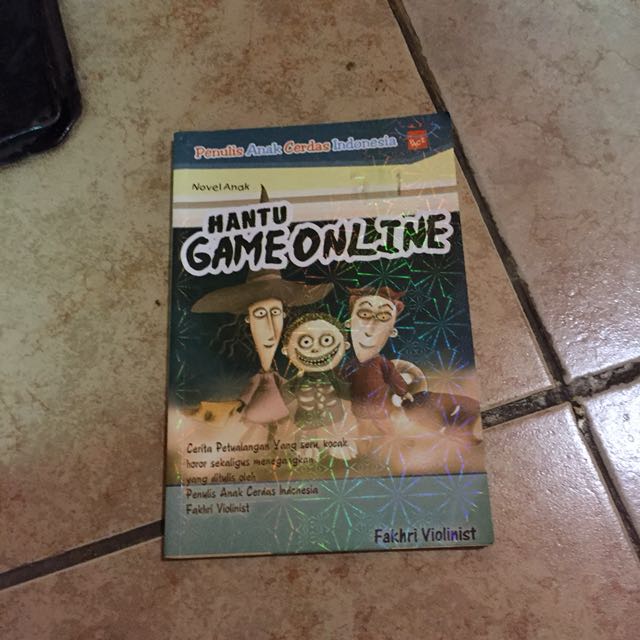 Penulis Anak Cerdas Indonesia
Novel Anak
HANTU
GAME ONLINE
Cerita Petualangan Yang seru, kocak,
horor sekaligus menegangkan
yang ditulis oleh
Penulis Anak Cerdas Indonesia
Fakhri Violinist
Fakhri Violinist